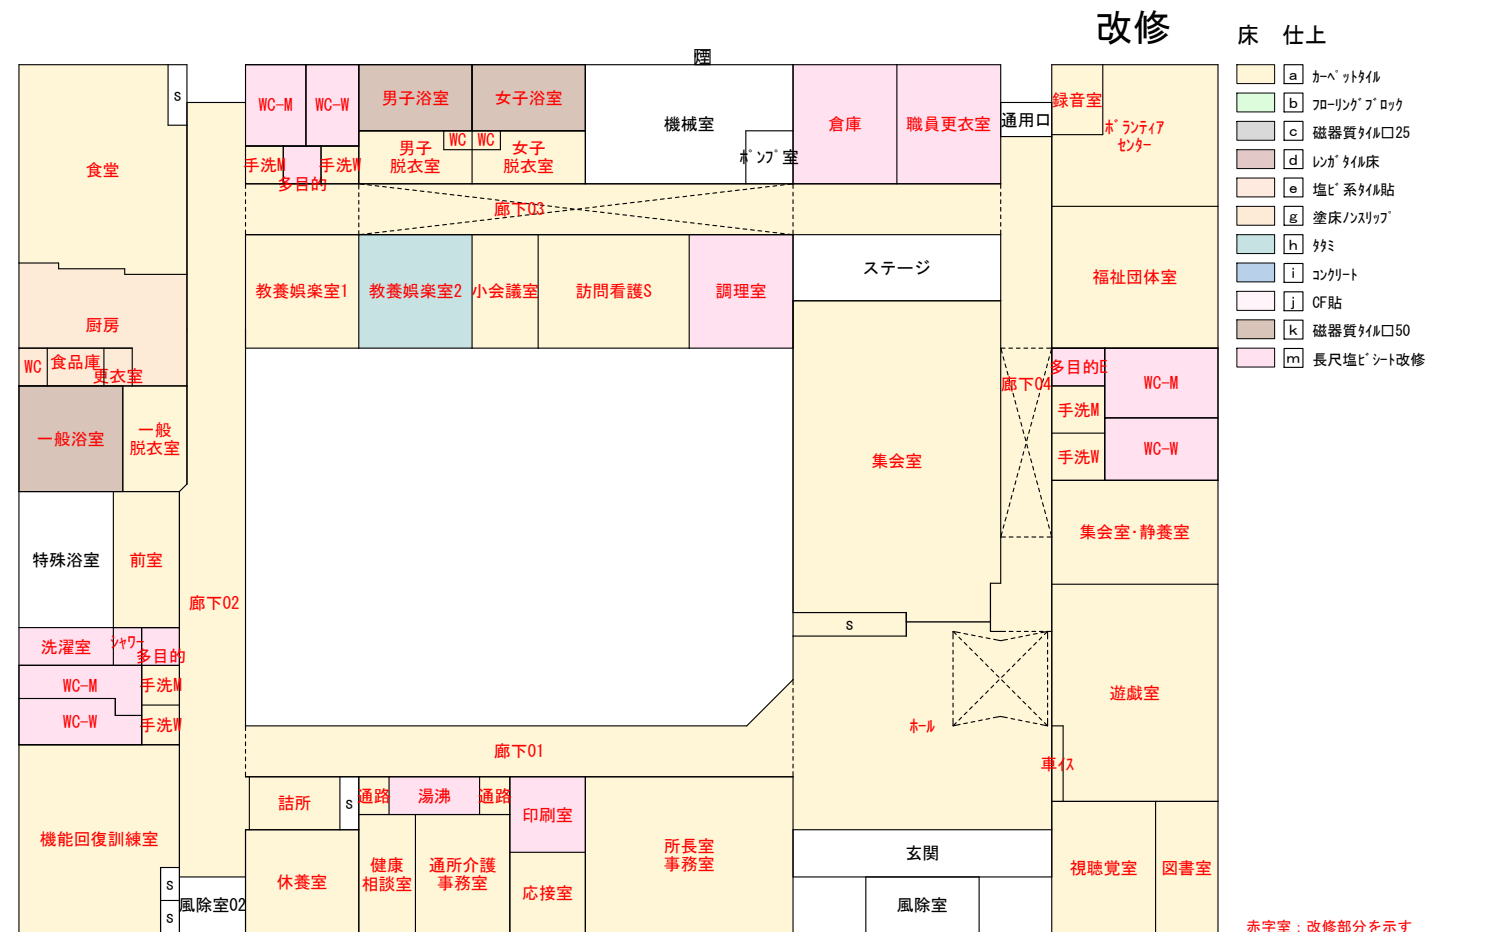 改修
床 仕上
煙
a カーペットタイル
b フローリングブロック
c 磁器質タイル口25
d レンガタイル床
e 塩ビ系タイル貼
g 塗床ノンスリップ
h タタミ
i コンクリート
j CF貼
k 磁器質タイル口50
m 長尺塩ビシート改修
s
WC-M
WC-W
男子浴室
女子浴室
機械室
倉庫
職員更衣室
通用口
録音室
ボランティア
センター
WC
WC
男子
脱衣室
女子
脱衣室
ポンプ室
手洗M
多目的
手洗W
食堂
廊下03
教養娯楽室1
教養娯楽室2
小会議室
訪問看護S
調理室
ステージ
福祉団体室
厨房
WC
食品庫
更衣室
廊下04
多目的E
WC-M
手洗M
手洗W
WC-W
一般浴室
一般
脱衣室
集会室
集会室・静養室
特殊浴室
前室
廊下02
洗濯室
シャワー
多目的
s
WC-M
手洗M
WC-W
手洗W
遊戯室
ホール
廊下01
車イス
詰所
s
通路
湯沸
通路
印刷室
機能回復訓練室
所長室
事務室
玄関
休養室
健康
相談室
通所介護
事務室
応接室
視聴覚室
図書室
s
s
風除室02
風除室
赤字室：改修部分を示す